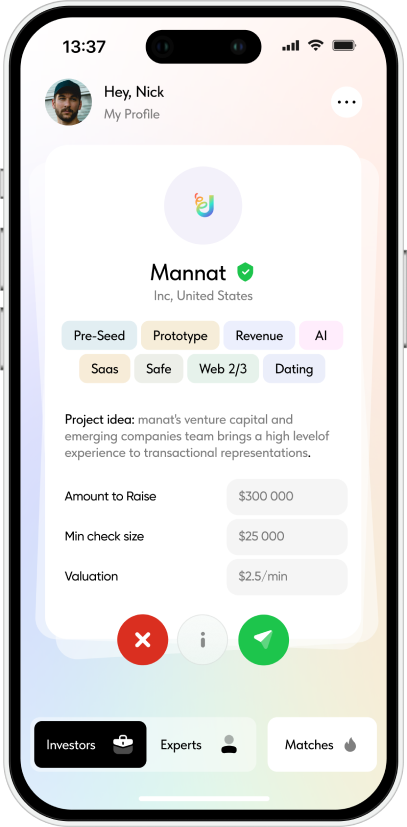 13:37
Hey, Nick
My Profile
Mannat
Inc, United States
Pre-Seed Prototype Revenue AI
Saas Safe Web 2/3 Dating
Project idea: manat's venture capital and
emerging companies team brings a high levelof
experience to transactional representations.
Amount to Raise $300 000
Min check size $25 000
Valuation $2.5/min
Investors Experts Matches